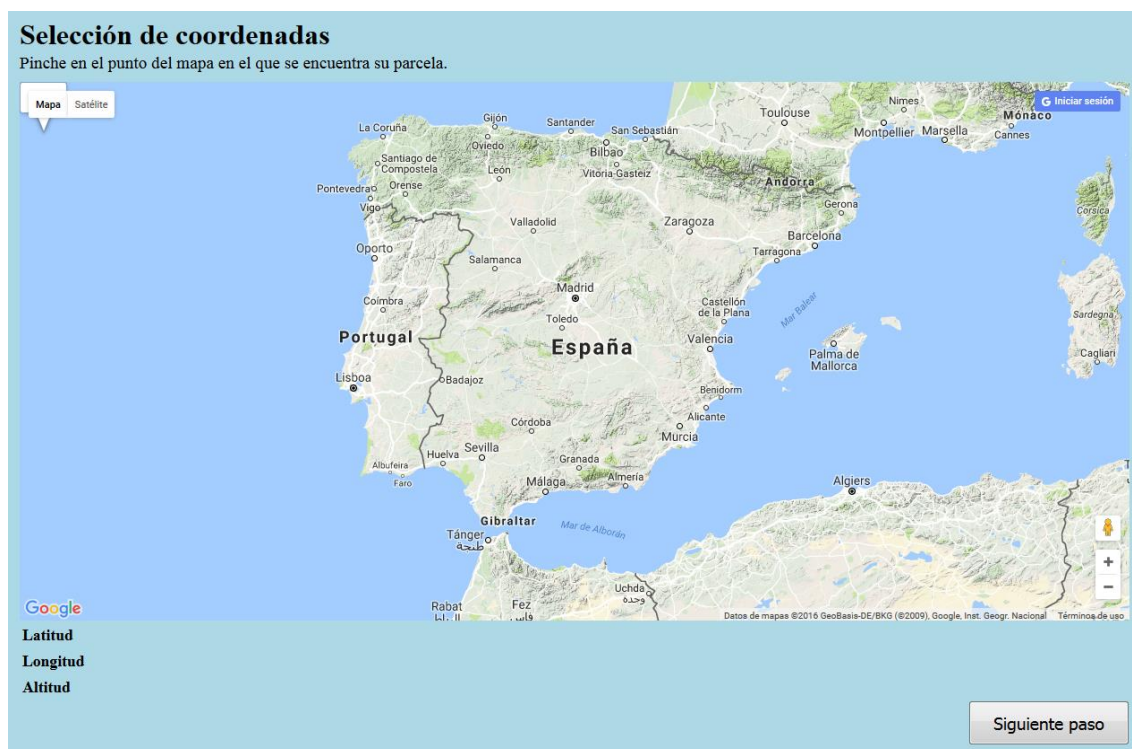 Selección de coordenadas
Pinche en el punto del mapa en el que se encuentra su parcela.
Mapa Satélite
G Iniciar sesión
Toulouse
Nimes
Mónaco
Montpellier Marsella
Cannes
La Coruña
Gijón
Santander
San Sebastián
Oviedo
Bilbao
Santiago de
Compostela
León
Vitoria-Gasteiz
Andorra
Pontevedra
Orense
Vigo
Gerona
Corsica
Valladolid
Zaragoza
Barcelona
Oporto
Tarragona
Salamanca
Madrid
Coimbra
Castellón
de la Plana
Mar Balear
Toledo
Sardegna
Portugal
España
Valencia
Palma de
Mallorca
Cagliari
Lisboa
Badajoz
Benidorm
Alicante
Córdoba
Murcia
Sevilla
Huelva
Granada
Albufeira
Faro
Málaga
Almería
Algiers
Gibraltar
Mar de Alborán
Tánger
طنجة
Uchda
وجدة
Rabat
Fez
فاس
Google
Datos de mapas ©2016 GeoBasis-DE/BKG (©2009), Google, Inst. Geogr. Nacional Términos de uso
Latitud
Longitud
Altitud
Siguiente paso